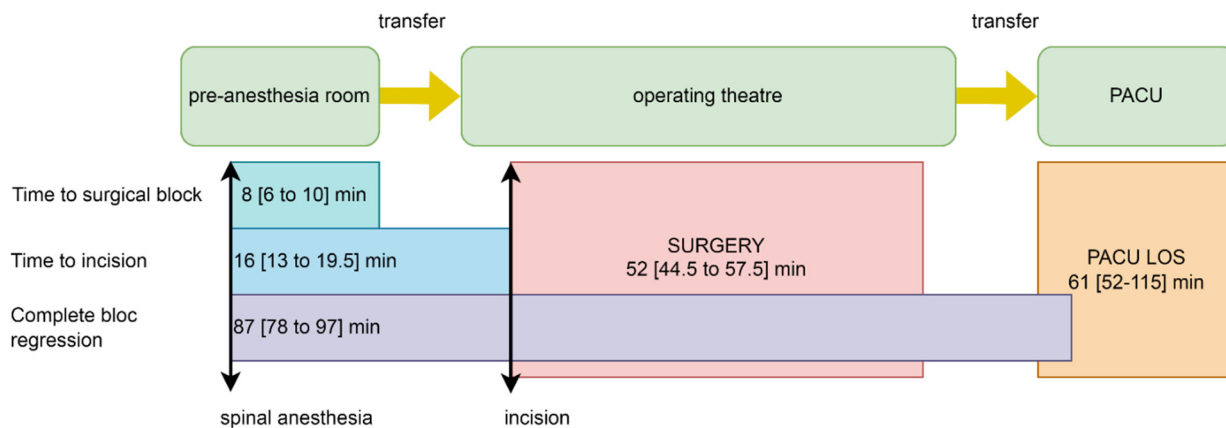 transfer
transfer
pre-anesthesia room
operating theatre
PACU
Time to surgical block
8 [6 to 10] min
Time to incision
16 [13 to 19.5] min
SURGERY
52 [44.5 to 57.5] min
PACU LOS
61 [52-115] min
Complete bloc
regression
87 [78 to 97] min
spinal anesthesia
incision